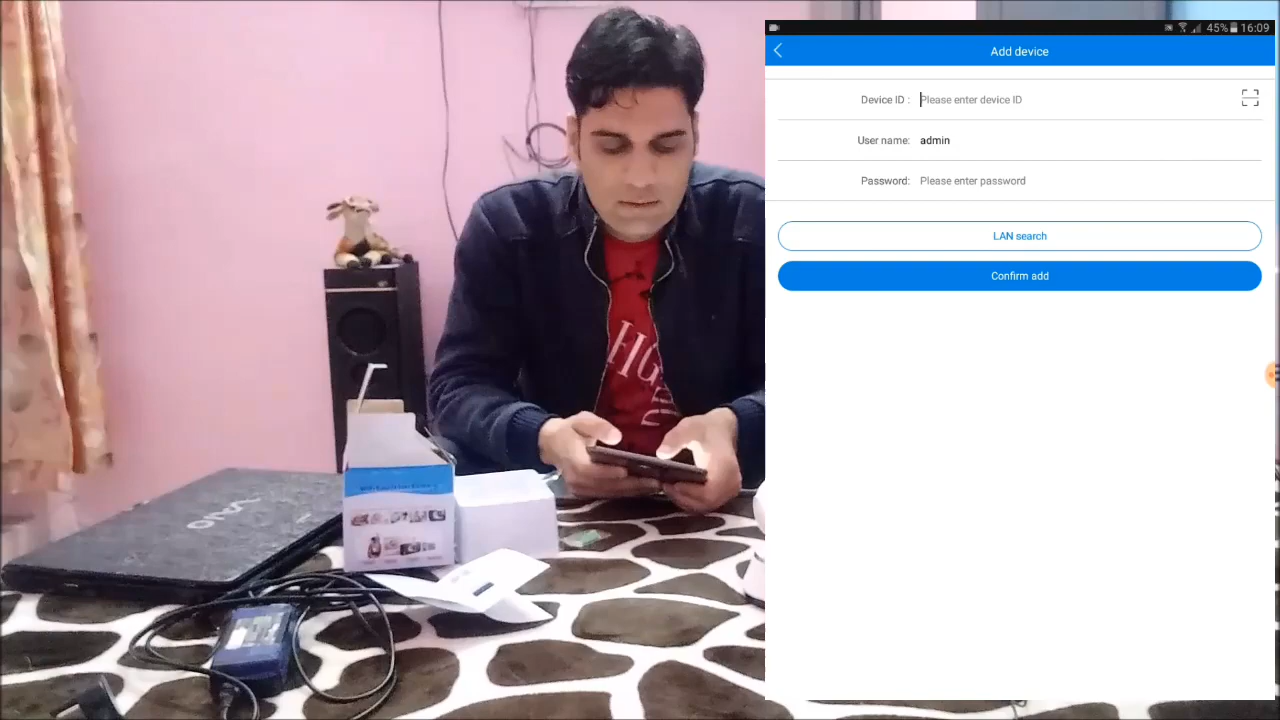 45% 16:09
Add device
Device ID : Please enter device ID
User name: admin
Password: Please enter password
LAN search
Confirm add
VAIO